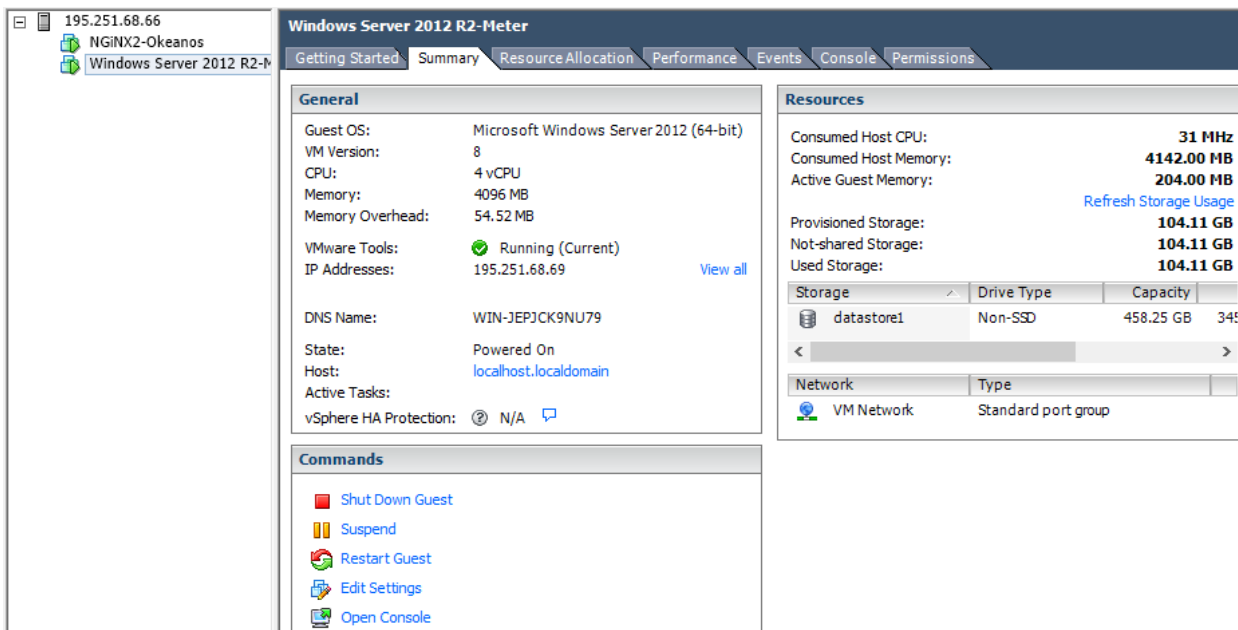 195.251.68.66
NGiNX2-Okeanos
Windows Server 2012 R2-M
Windows Server 2012 R2-Meter
Getting Started Summary Resource Allocation Performance Events Console Permissions
General
Guest OS: Microsoft Windows Server 2012 (64-bit)
VM Version: 8
CPU: 4 vCPU
Memory: 4096 MB
Memory Overhead: 54.52 MB
VMware Tools: Running (Current)
IP Addresses: 195.251.68.69 View all
DNS Name: WIN-JEPJCK9NU79
State: Powered On
Host: localhost.localdomain
Active Tasks:
vSphere HA Protection: N/A
Commands
Shut Down Guest
Suspend
Restart Guest
Edit Settings
Open Console
Resources
Consumed Host CPU: 31 MHz
Consumed Host Memory: 4142.00 MB
Active Guest Memory: 204.00 MB
Refresh Storage Usage
Provisioned Storage: 104.11 GB
Not-shared Storage: 104.11 GB
Used Storage: 104.11 GB
Storage Drive Type Capacity
datastore1 Non-SSD 458.25 GB 345
Network Type
VM Network Standard port group